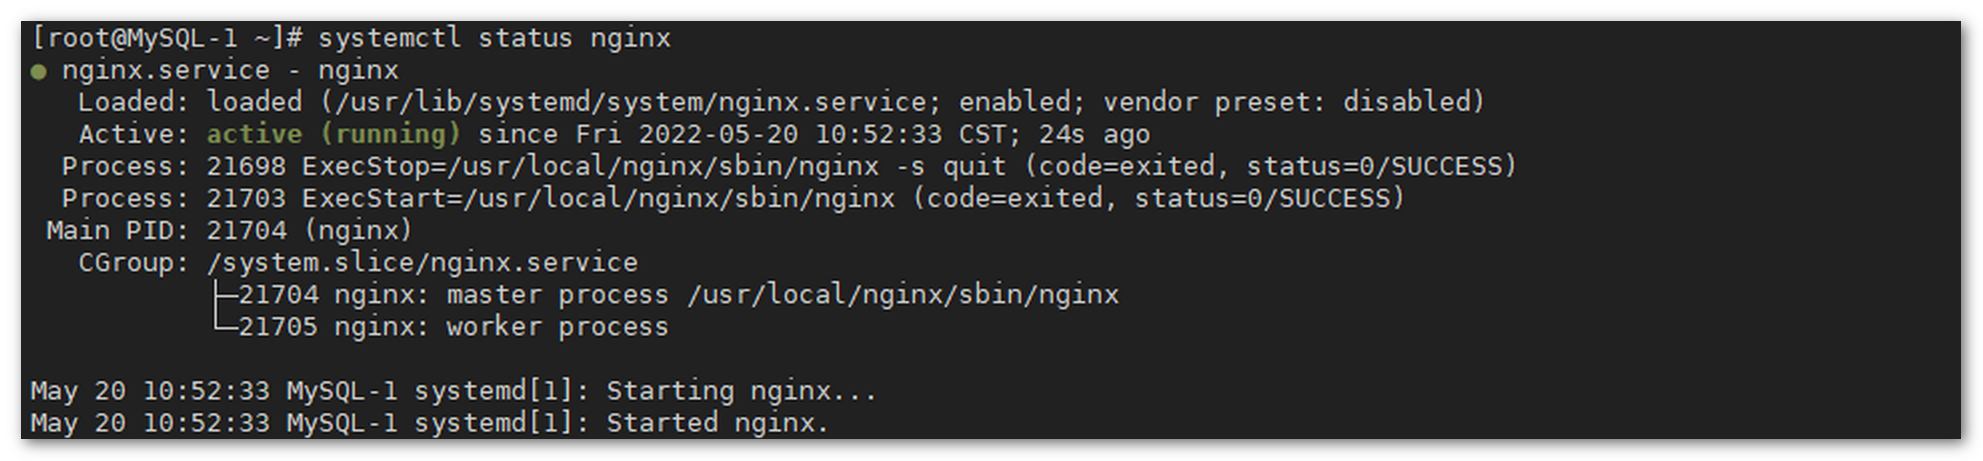 [root@MySQL-1 ~]# systemctl status nginx
● nginx.service - nginx
   Loaded: loaded (/usr/lib/systemd/system/nginx.service; enabled; vendor preset: disabled)
   Active: active (running) since Fri 2022-05-20 10:52:33 CST; 24s ago
  Process: 21698 ExecStop=/usr/local/nginx/sbin/nginx -s quit (code=exited, status=0/SUCCESS)
  Process: 21703 ExecStart=/usr/local/nginx/sbin/nginx (code=exited, status=0/SUCCESS)
 Main PID: 21704 (nginx)
   CGroup: /system.slice/nginx.service
           ├─21704 nginx: master process /usr/local/nginx/sbin/nginx
           └─21705 nginx: worker process

May 20 10:52:33 MySQL-1 systemd[1]: Starting nginx...
May 20 10:52:33 MySQL-1 systemd[1]: Started nginx.